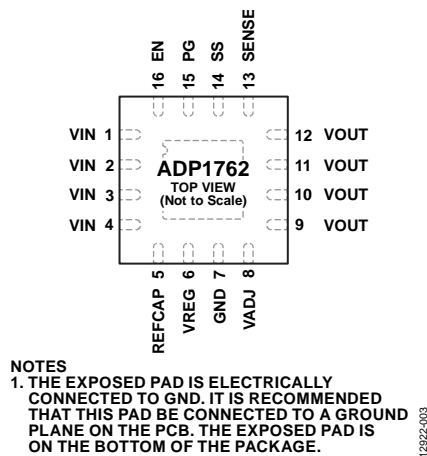 16 EN
15 PG
14 SS
13 SENSE
VIN 1
VIN 2
VIN 3
VIN 4
ADP1762
TOP VIEW
(Not to Scale)
12 VOUT
11 VOUT
10 VOUT
9 VOUT
REFCAP 5
VREG 6
GND 7
VADJ 8
NOTES
1. THE EXPOSED PAD IS ELECTRICALLY
CONNECTED TO GND. IT IS RECOMMENDED
THAT THIS PAD BE CONNECTED TO A GROUND
PLANE ON THE PCB. THE EXPOSED PAD IS
ON THE BOTTOM OF THE PACKAGE.
12922-003